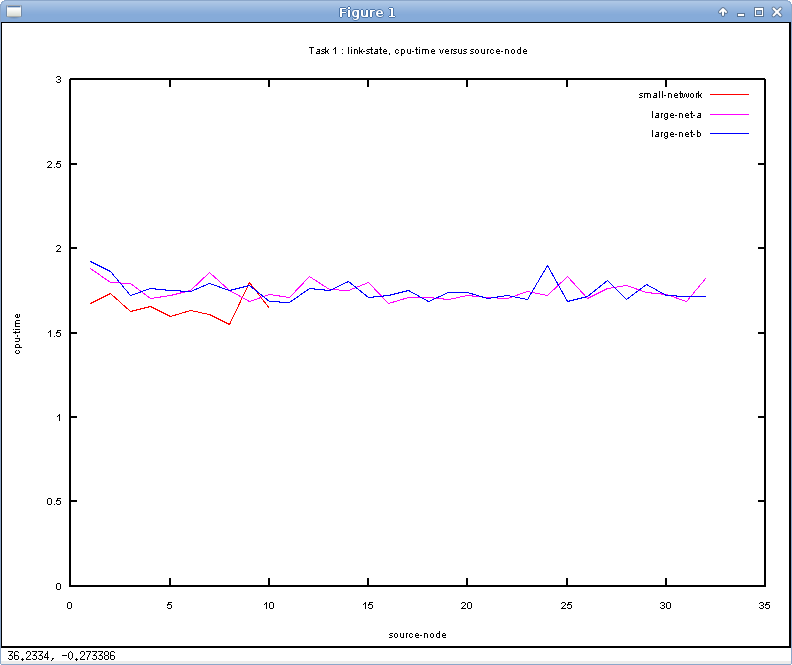 Figure 1
Task 1 : link-state, cpu-time versus source-node
3
small-network
large-net-a
large-net-b
2.5
2
1.5
cpu-time
1
0.5
0
0 5 10 15 20 25 30 35
source-node
36.2334, -0.273386